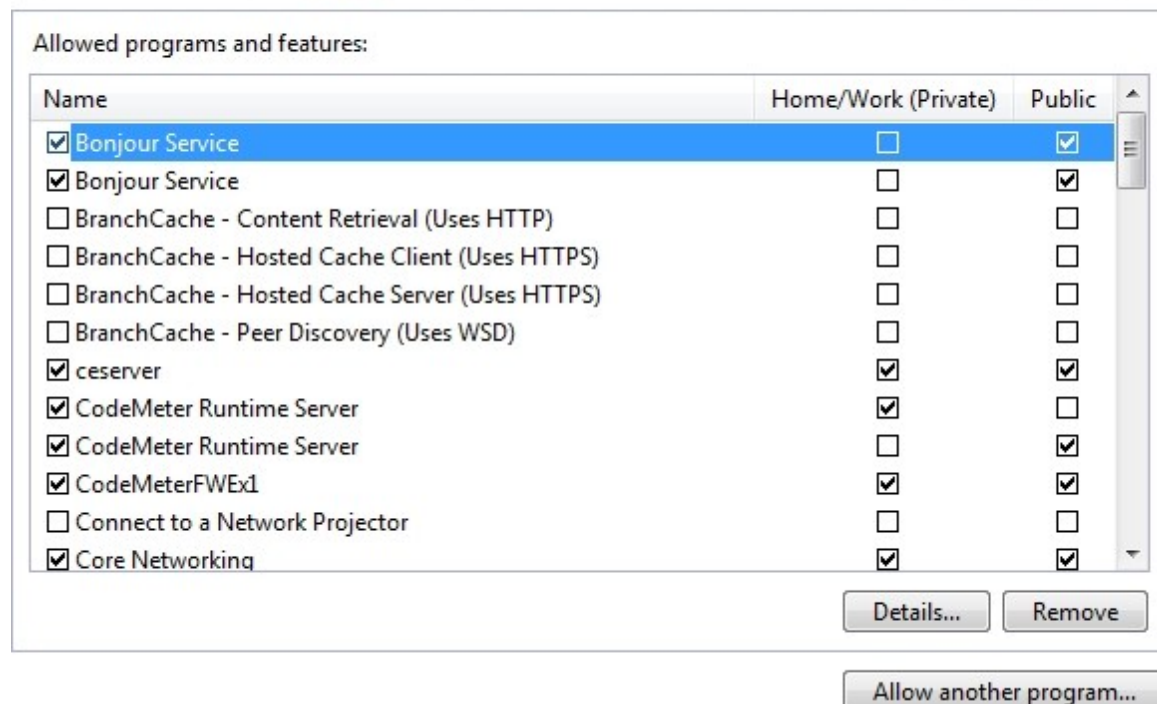 Allowed programs and features:
Name Home/Work (Private) Public
Bonjour Service
Bonjour Service
BranchCache - Content Retrieval (Uses HTTP)
BranchCache - Hosted Cache Client (Uses HTTPS)
BranchCache - Hosted Cache Server (Uses HTTPS)
BranchCache - Peer Discovery (Uses WSD)
ceserver
CodeMeter Runtime Server
CodeMeter Runtime Server
CodeMeterFWEx1
Connect to a Network Projector
Core Networking
Details... Remove
Allow another program...